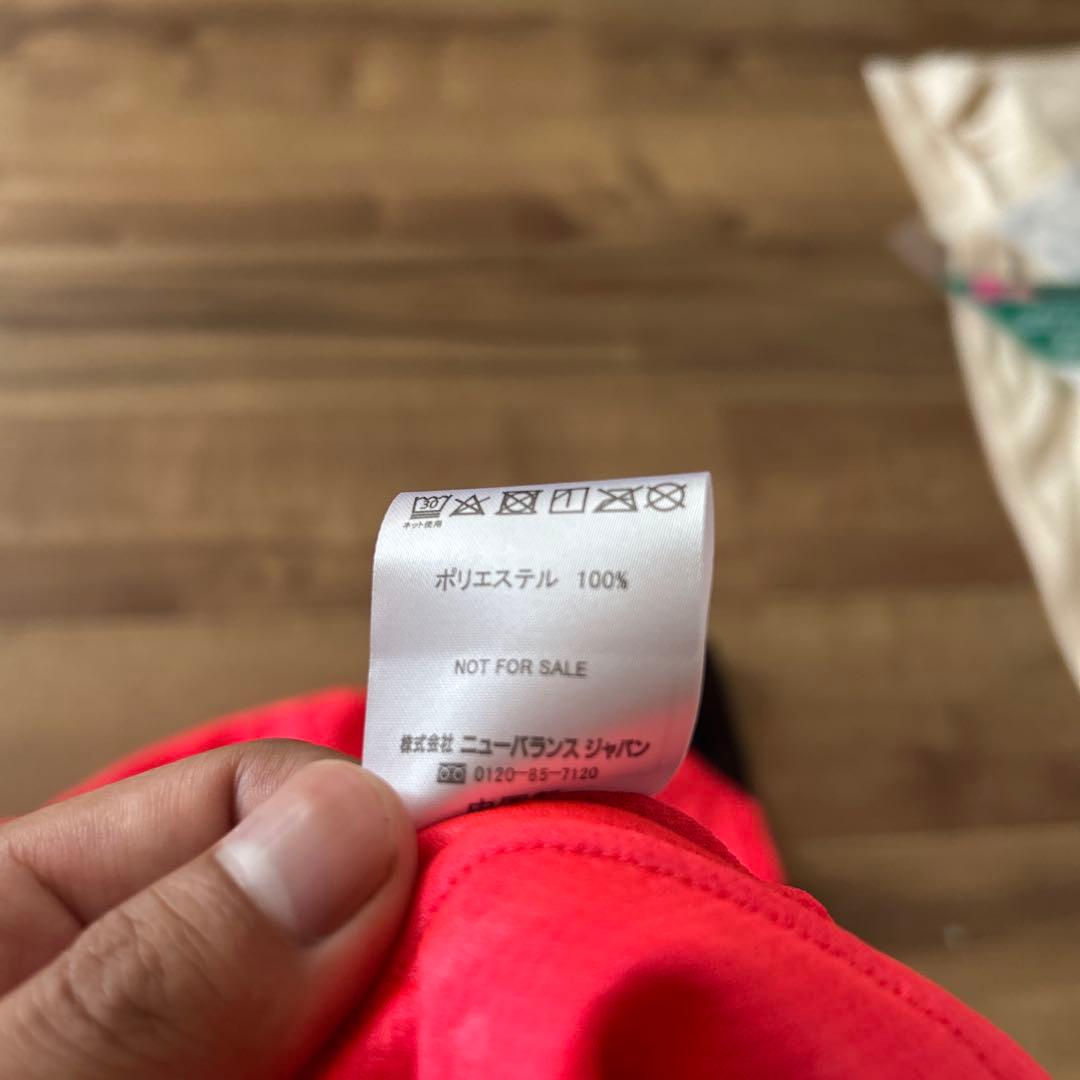 30
ネット使用
ポリエステル 100%
NOT FOR SALE
株式会社 ニューバランス ジャパン
0120-85-7120